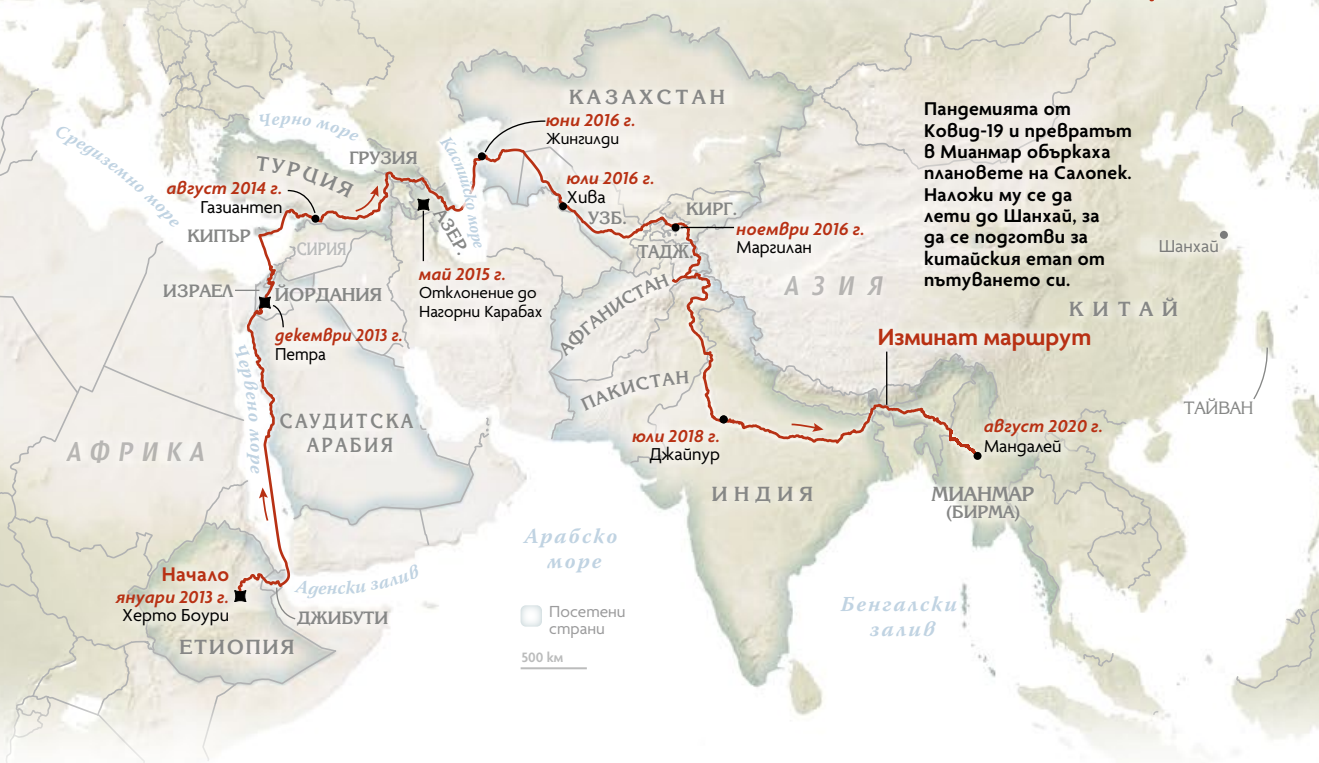 КАЗАХСТАН
юни 2016 г.
Жингилди
Черно море
Средиземно море
Каспийско море
ГРУЗИЯ
ТУРЦИЯ
август 2014 г.
Газиантеп
юли 2016 г.
Хива
УЗБ.
КИРГ.
ноември 2016 г.
Маргилан
ТАДЖ.
АЗЕР.
КИПЪР
СИРИЯ
май 2015 г.
Отклонение до
Нагорни Карабах
ИЗРАЕЛ
ЙОРДАНИЯ
декември 2013 г.
Петра
АФГАНИСТАН
ПАКИСТАН
АЗИЯ
Пандемията от
Ковид-19 и превратът
в Мианмар объркаха
плановете на Салопек.
Наложи му се да
лети до Шанхай, за
да се подготви за
китайския етап от
пътуването си.
Шанхай
КИТАЙ
Изминат маршрут
ТАЙВАН
Червено море
САУДИТСКА
АРАБИЯ
АФРИКА
юли 2018 г.
Джайпур
август 2020 г.
Мандалей
ИНДИЯ
МИАНМАР
(БИРМА)
Арабско
море
Аденски залив
Начало
януари 2013 г.
Херто Боури
ДЖИБУТИ
ЕТИОПИЯ
Бенгалски
залив
Посетени
страни
500 km